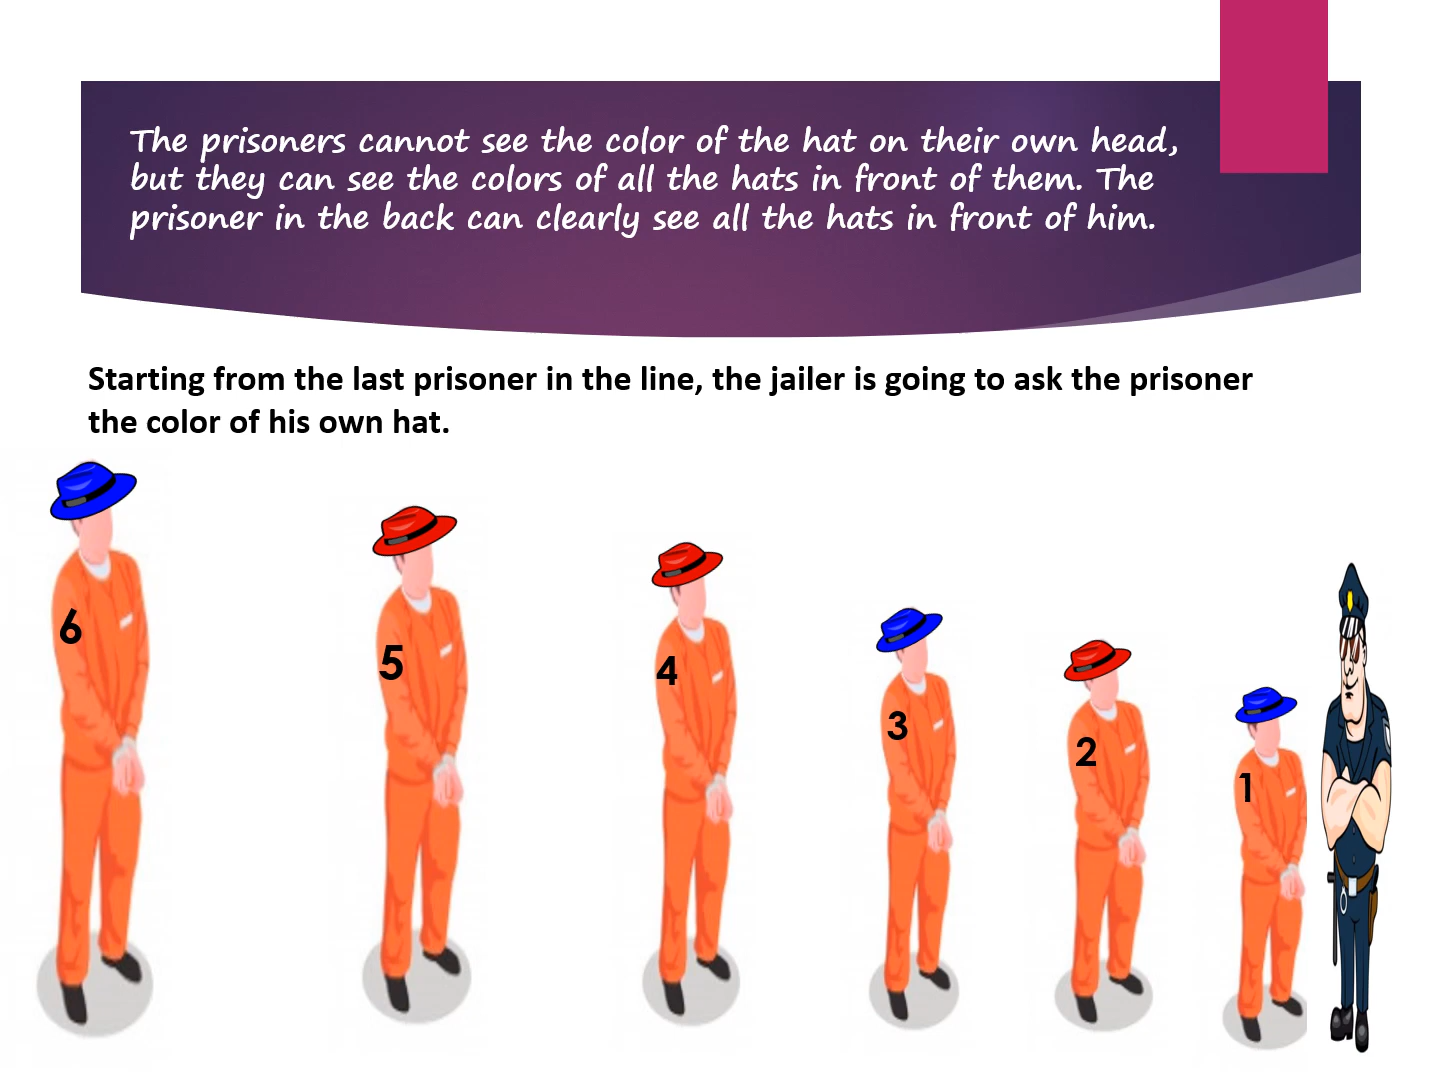 The prisoners cannot see the color of the hat on their own head,
but they can see the colors of all the hats in front of them. The
prisoner in the back can clearly see all the hats in front of him.
Starting from the last prisoner in the line, the jailer is going to ask the prisoner
the color of his own hat.
6
5
4
3
2
1